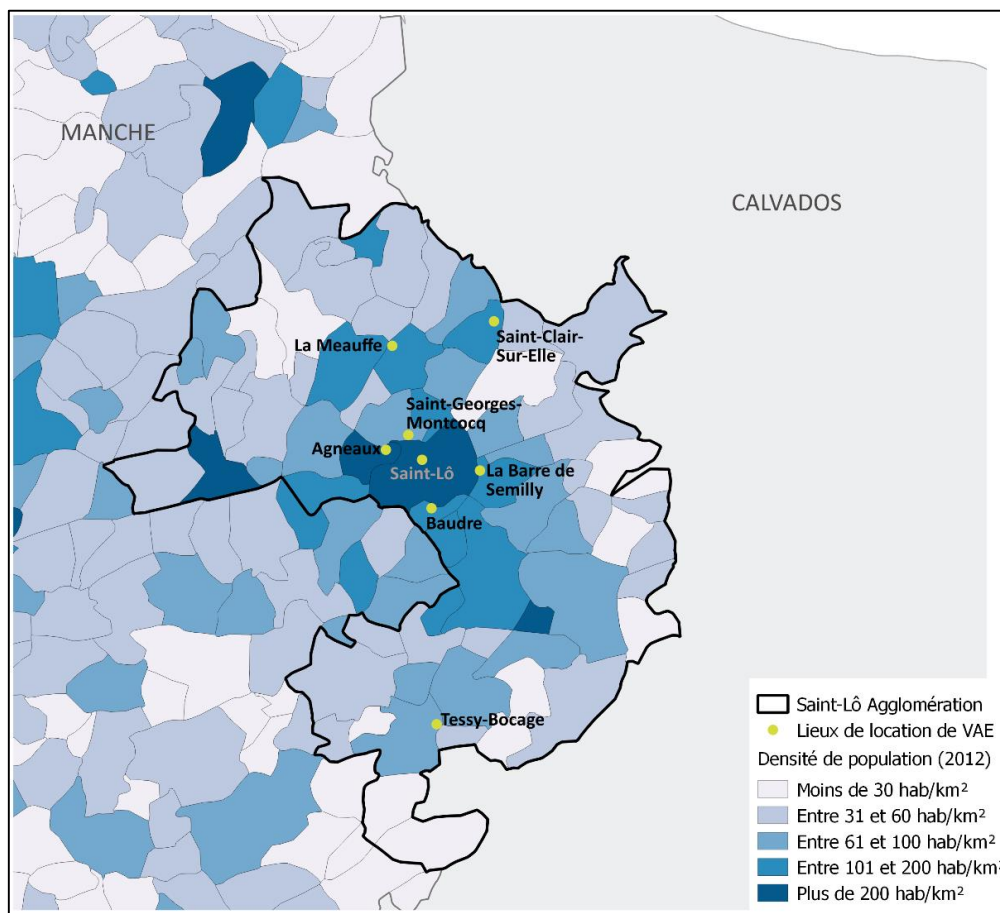 MANCHE
CALVADOS
Saint-Clair-
Sur-Elle
La Meauffe
Saint-Georges-
Montcocq
Agneaux
Saint-Lô
La Barre de
Semilly
Baudre
Tessy-Bocage
Saint-Lô Agglomération
Lieux de location de VAE
Densité de population (2012)
Moins de 30 hab/km²
Entre 31 et 60 hab/km²
Entre 61 et 100 hab/km²
Entre 101 et 200 hab/km²
Plus de 200 hab/km²